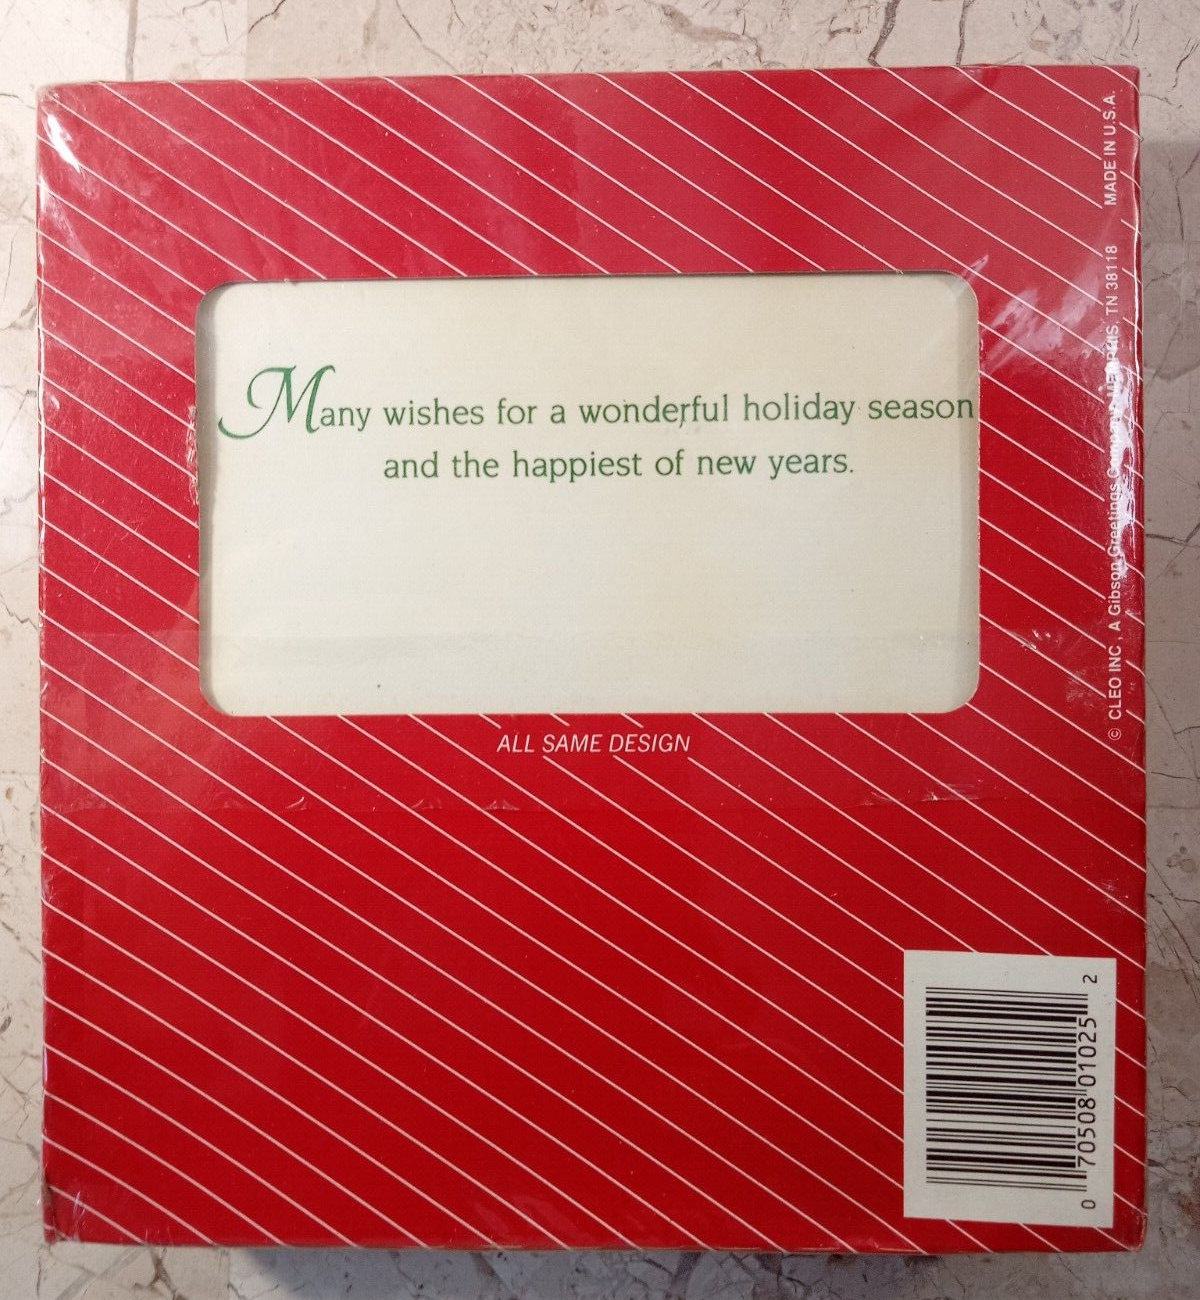 Many wishes for a wonderful holiday season
and the happiest of new years.
ALL SAME DESIGN
© CLEO INC. A Gibson Greetings Company, MEMPHIS, TN 38118 MADE IN U.S.A.
0 70508 01025 2